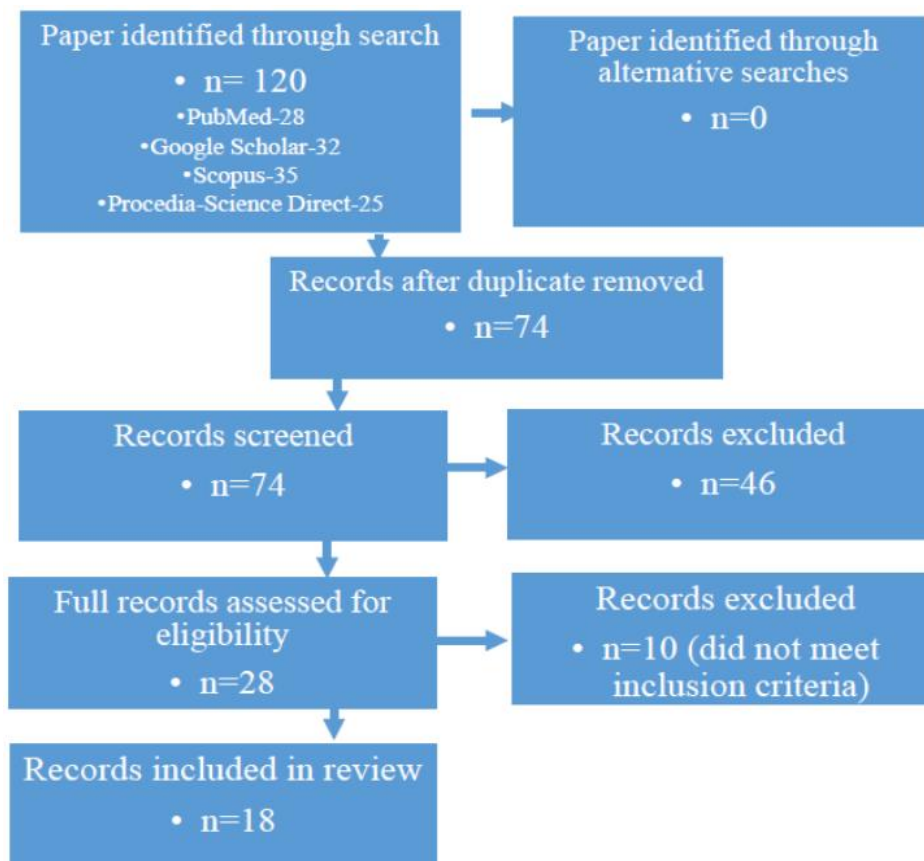 Paper identified through search
• n= 120
•PubMed-28
•Google Scholar-32
•Scopus-35
•Procedia-Science Direct-25
Paper identified through
alternative searches
• n=0
Records after duplicate removed
• n=74
Records screened
• n=74
Records excluded
• n=46
Full records assessed for
eligibility
• n=28
Records excluded
• n=10 (did not meet
inclusion criteria)
Records included in review
• n=18